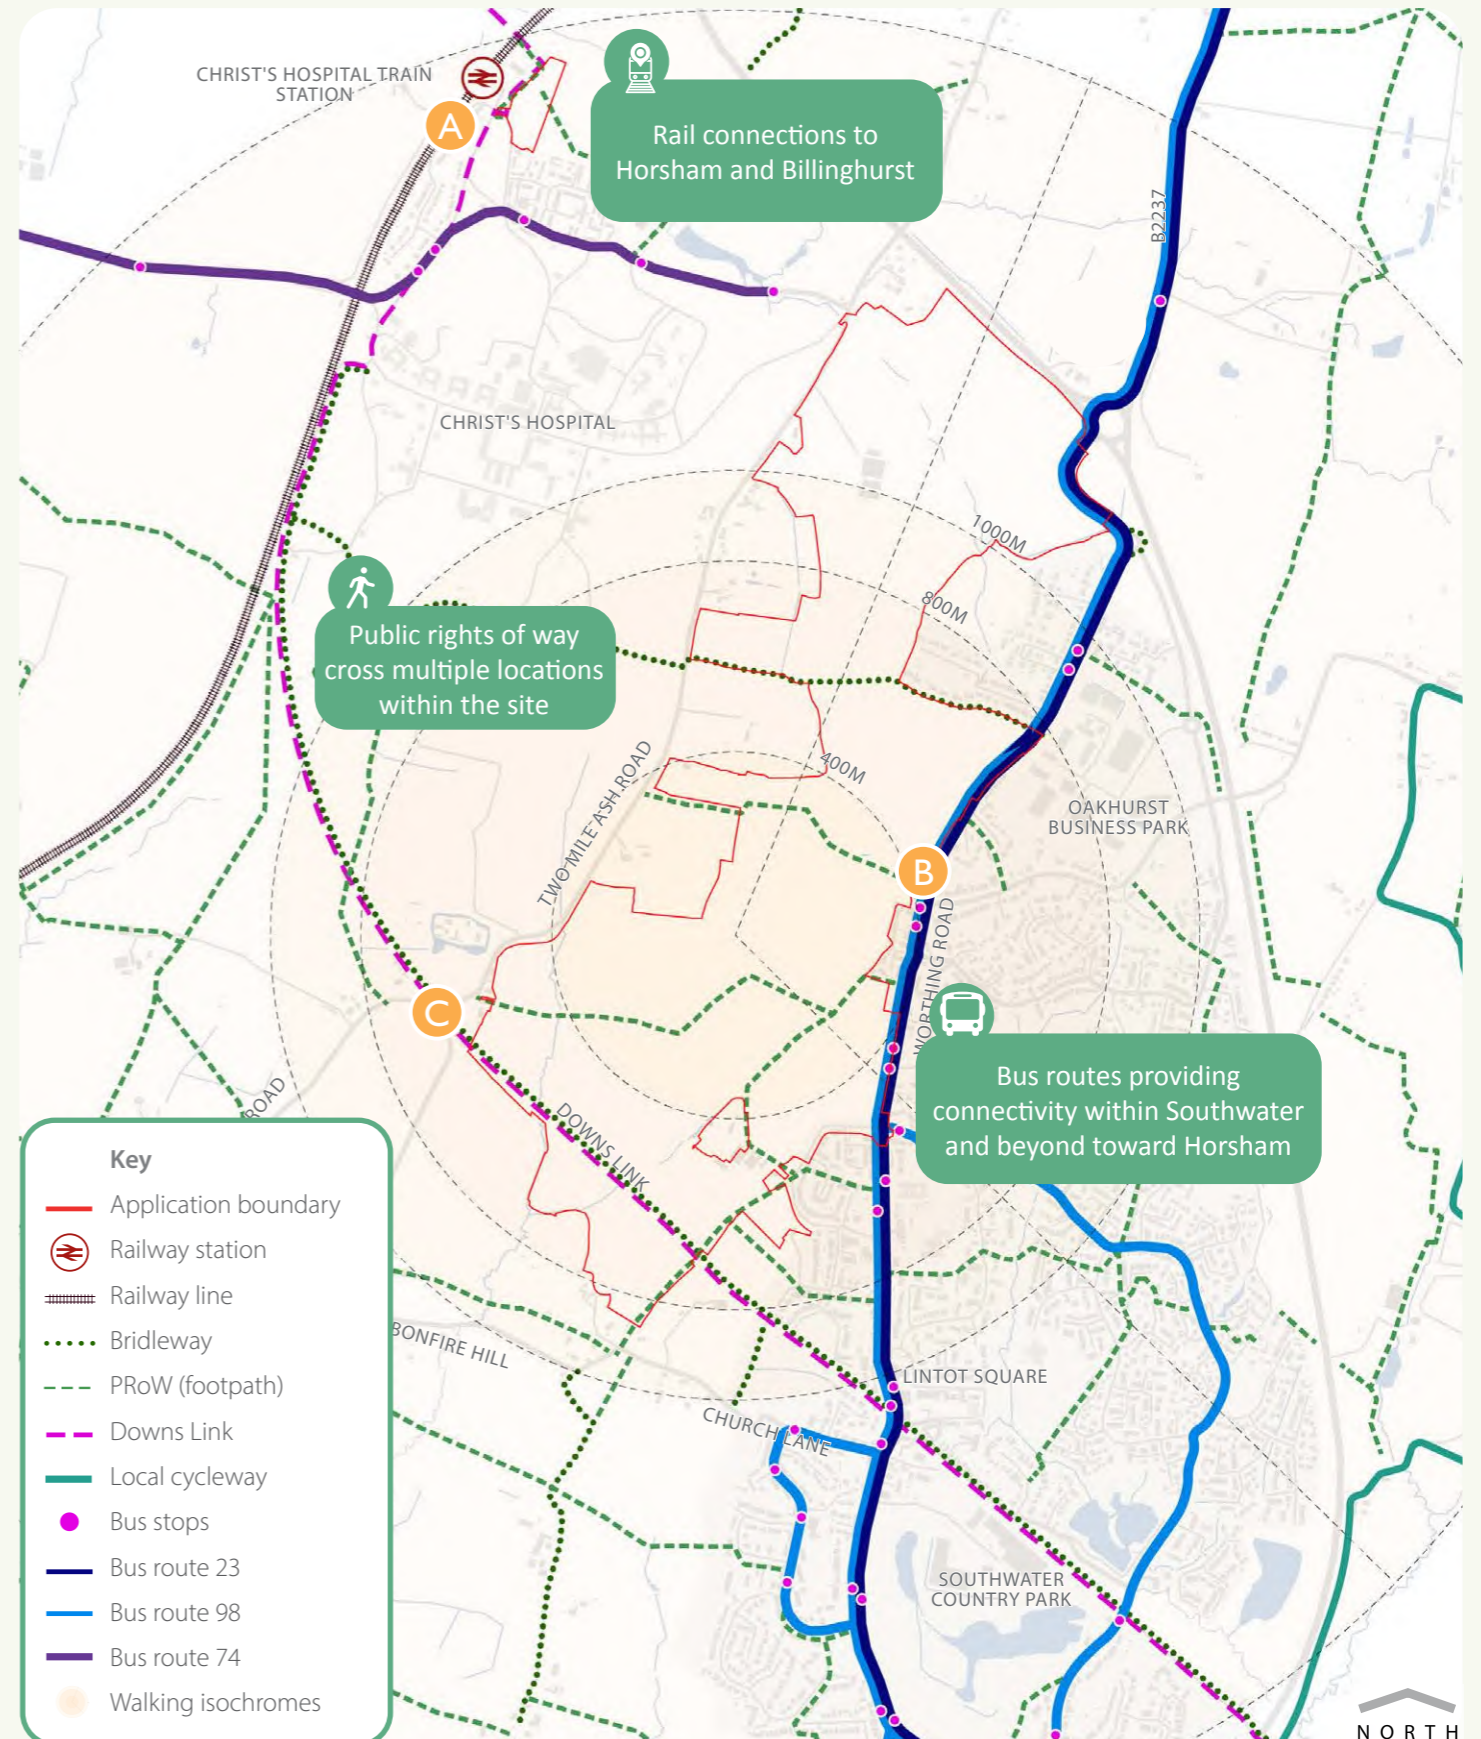 CHRIST'S HOSPITAL TRAIN
STATION
A
Rail connections to
Horsham and Billinghurst
B2237
CHRIST'S HOSPITAL
1000M
800M
Public rights of way
cross multiple locations
within the site
400M
TWO MILE ASH ROAD
OAKHURST
BUSINESS PARK
B
WORTHING ROAD
C
Bus routes providing
connectivity within Southwater
and beyond toward Horsham
ROAD
DOWNS LINK
BONFIRE HILL
LINTOT SQUARE
CHURCH LANE
SOUTHWATER
COUNTRY PARK
Key
Application boundary
Railway station
Railway line
Bridleway
PRoW (footpath)
Downs Link
Local cycleway
Bus stops
Bus route 23
Bus route 98
Bus route 74
Walking isochromes
NORTH